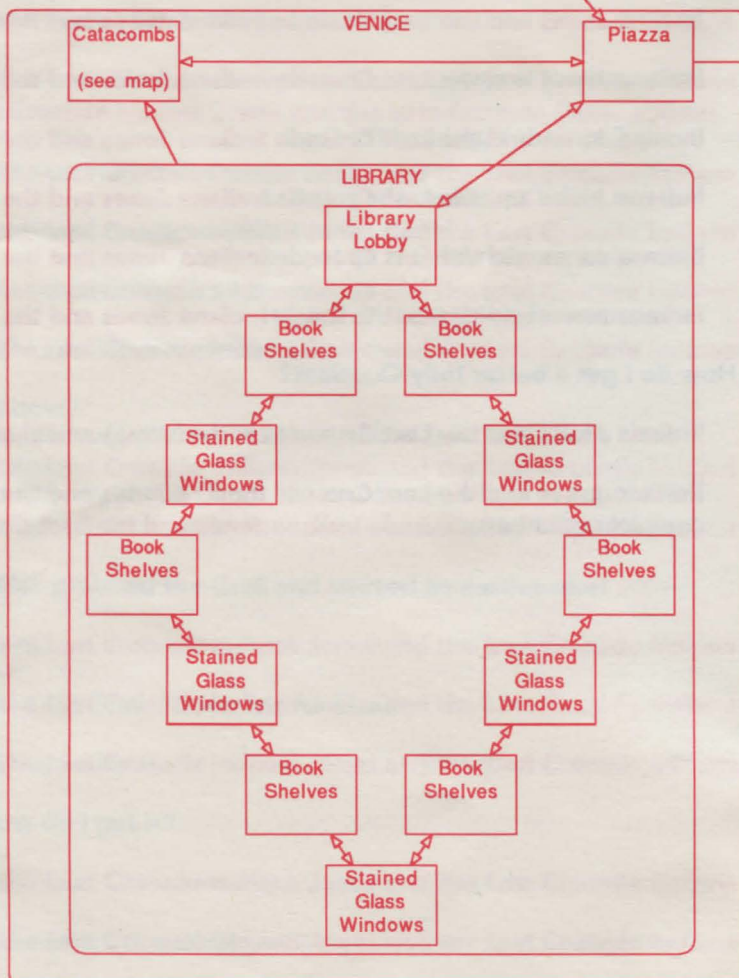 VENICE
Catacombs
(see map)
Piazza
LIBRARY
Library
Lobby
Book
Shelves
Book
Shelves
Stained
Glass
Windows
Stained
Glass
Windows
Book
Shelves
Book
Shelves
Stained
Glass
Windows
Stained
Glass
Windows
Book
Shelves
Book
Shelves
Stained
Glass
Windows